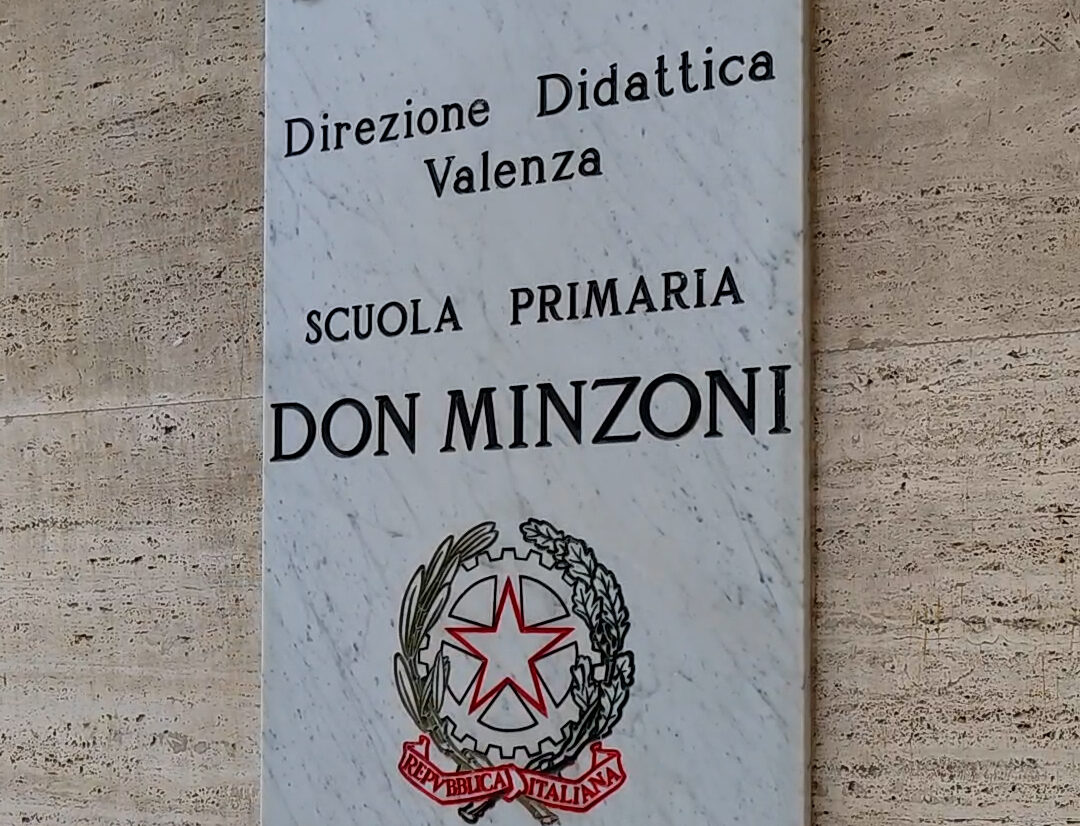 Direzione Didattica
Valenza
SCUOLA PRIMARIA
DON MINZONI
REPVBBLICA ITALIANA